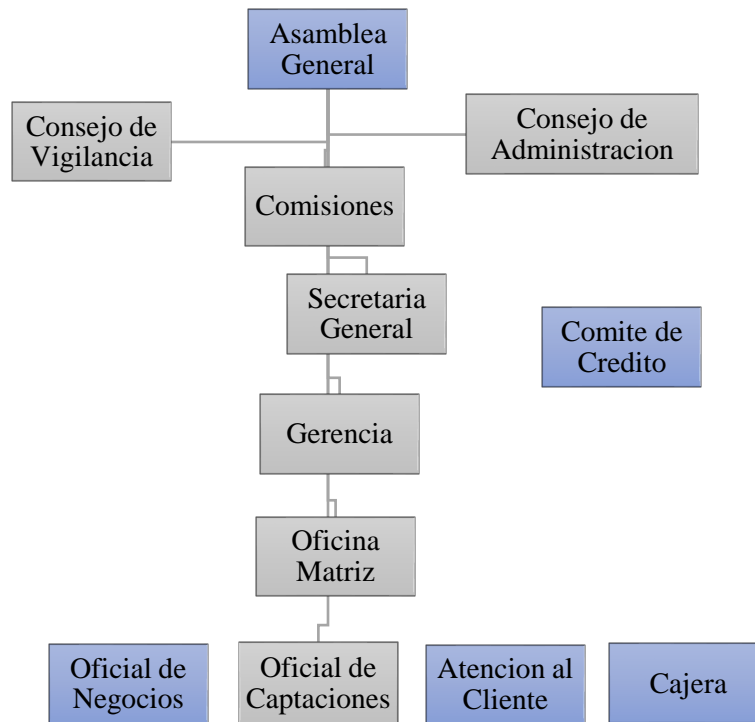 Asamblea
General
Consejo de
Vigilancia
Consejo de
Administracion
Comisiones
Secretaria
General
Comite de
Credito
Gerencia
Oficina
Matriz
Oficial de
Negocios
Oficial de
Captaciones
Atencion al
Cliente
Cajera